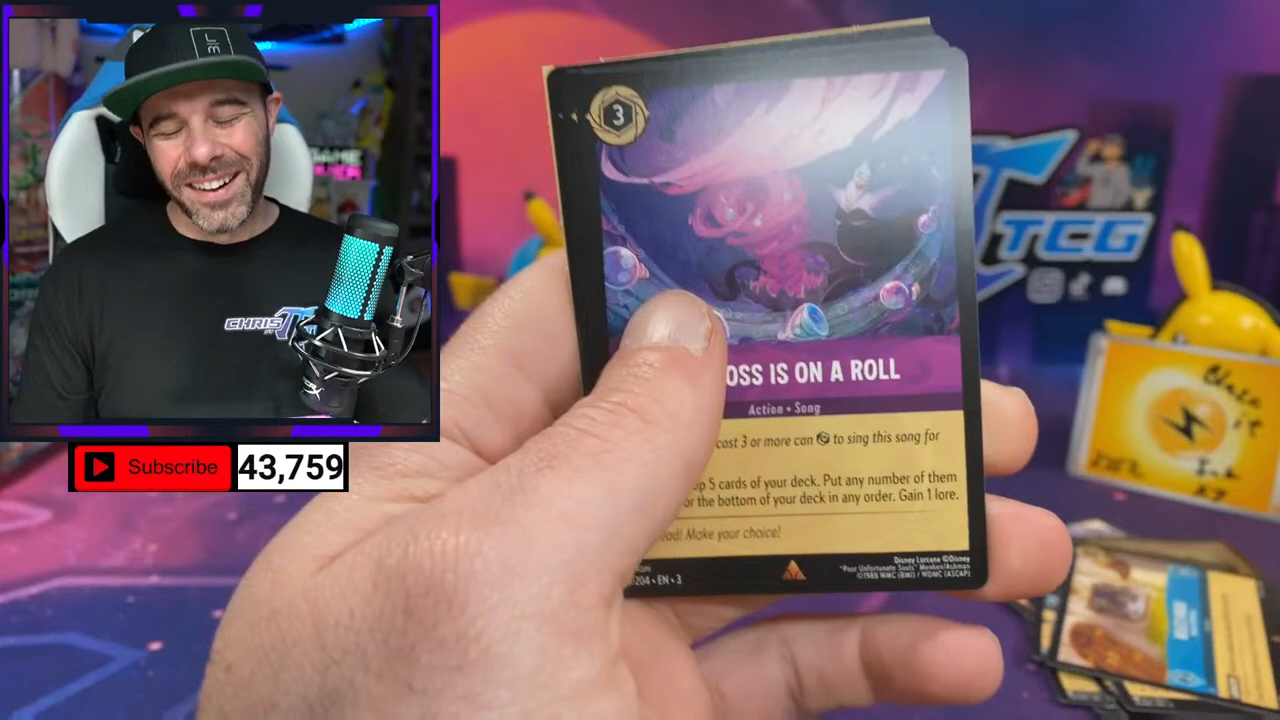 L
m
CHRIS
Subscribe
43,759
3
OSS IS ON A ROLL
Action • Song
cost 3 or more can to sing this song for
op 5 cards of your deck. Put any number of them
or the bottom of your deck in any order. Gain 1 lore.
ad! Make your choice!
Disney Lorcana ©Disney
"Poor Unfortunate Souls" Menken/Ashman
©1988 WMC (BMI) / WDMC (ASCAP)
/204 • EN • 3
TCG